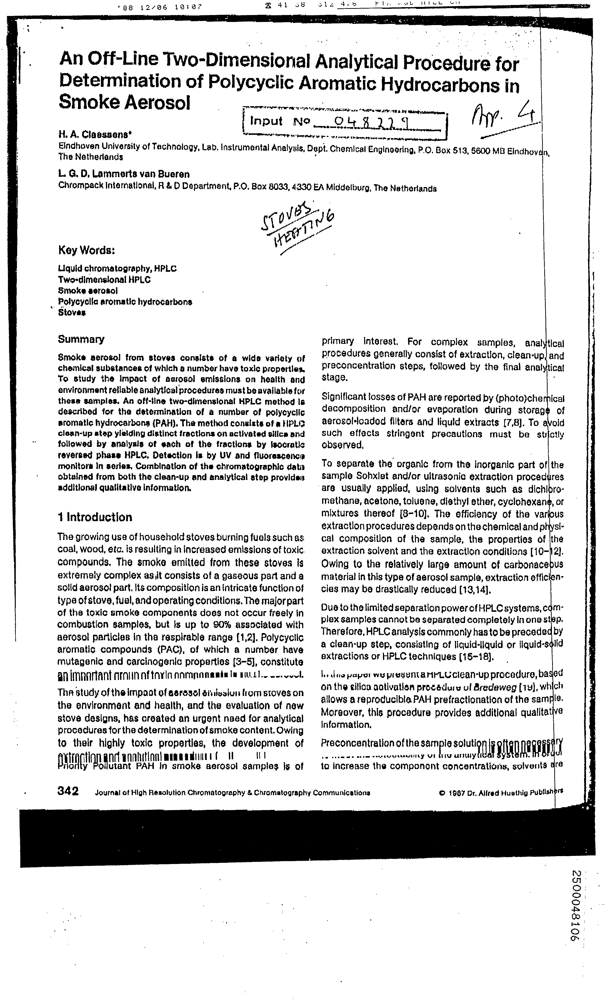 '88 12/06 10:07
An Off-Line Two-Dimensional Analytical Procedure for
Determination of Polycyclic Aromatic Hydrocarbons in
Smoke Aerosol
Input No 048229
App. 4
H. A. Claessens*
Eindhoven University of Technology, Lab. Instrumental Analysis, Dept. Chemical Engineering, P.O. Box 513, 5600 MB Eindhoven,
The Netherlands
L. G. D. Lammerts van Bueren
Chrompack International, R & D Department, P.O. Box 8033, 4330 EA Middelburg, The Netherlands
STOVES
HEATING
Key Words:
Liquid chromatography, HPLC
Two-dimensional HPLC
Smoke aerosol
Polycyclic aromatic hydrocarbons
Stoves
Summary
Smoke aerosol from stoves consists of a wide variety of
chemical substances of which a number have toxic properties.
To study the impact of aerosol emissions on health and
environment reliable analytical procedures must be available for
these samples. An off-line two-dimensional HPLC method is
described for the determination of a number of polycyclic
aromatic hydrocarbons (PAH). The method consists of a HPLC
clean-up step yielding distinct fractions on activated silica and
followed by analysis of each of the fractions by isocratic
reversed phase HPLC. Detection is by UV and fluorescence
monitors in series. Combination of the chromatographic data
obtained from both the clean-up and analytical step provides
additional qualitative information.
1 Introduction
The growing use of household stoves burning fuels such as
coal, wood, etc. is resulting in increased emissions of toxic
compounds. The smoke emitted from these stoves is
extremely complex as it consists of a gaseous part and a
solid aerosol part. Its composition is an intricate function of
type of stove, fuel, and operating conditions. The major part
of the toxic smoke components does not occur freely in
combustion samples, but is up to 90% associated with
aerosol particles in the respirable range [1,2]. Polycyclic
aromatic compounds (PAC), of which a number have
mutagenic and carcinogenic properties [3–5], constitute
an important group of toxic components in
The study of the impact of aerosol emission from stoves on
the environment and health, and the evaluation of new
stove designs, has created an urgent need for analytical
procedures for the determination of smoke content. Owing
to their highly toxic properties, the development of
extraction and analytical
Priority Pollutant PAH in smoke aerosol samples is of
primary interest. For complex samples, analytical
procedures generally consist of extraction, clean-up, and
preconcentration steps, followed by the final analytical
stage.
Significant losses of PAH are reported by (photo)chemical
decomposition and/or evaporation during storage of
aerosol-loaded filters and liquid extracts [7,8]. To avoid
such effects stringent precautions must be strictly
observed.
To separate the organic from the inorganic part of the
sample Sohxlet and/or ultrasonic extraction procedures
are usually applied, using solvents such as dichloro-
methane, acetone, toluene, diethyl ether, cyclohexane, or
mixtures thereof [8–10]. The efficiency of the various
extraction procedures depends on the chemical and physi-
cal composition of the sample, the properties of the
extraction solvent and the extraction conditions [10–12].
Owing to the relatively large amount of carbonaceous
material in this type of aerosol sample, extraction efficien-
cies may be drastically reduced [13,14].
Due to the limited separation power of HPLC systems, com-
plex samples cannot be separated completely in one step.
Therefore, HPLC analysis commonly has to be preceded by
a clean-up step, consisting of liquid-liquid or liquid-solid
extractions or HPLC techniques [15–18].
In this paper we present a HPLC clean-up procedure, based
on the silica activation procedure of Bredeweg [19], which
allows a reproducible PAH prefractionation of the sample.
Moreover, this procedure provides additional qualitative
information.
Preconcentration of the sample solution is often necessary
of the analytical system. In order
to increase the component concentrations, solvents are
342 Journal of High Resolution Chromatography & Chromatography Communications
© 1987 Dr. Alfred Huethig Publishers
2500048106